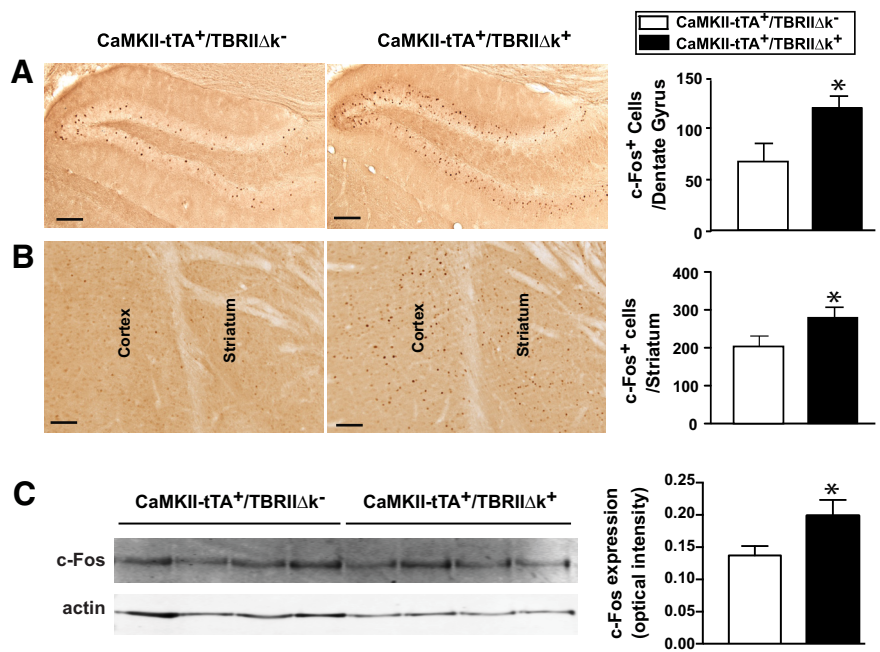 CaMKII-tTA+/TBRIIΔk-
CaMKII-tTA+/TBRIIΔk+
CaMKII-tTA+/TBRIIΔk-
CaMKII-tTA+/TBRIIΔk+
A
150
100
50
0
c-Fos+ Cells
/Dentate Gyrus
*
B
Cortex
Striatum
Cortex
Striatum
400
300
200
100
0
c-Fos+ cells
/Striatum
*
C
CaMKII-tTA+/TBRIIΔk-
CaMKII-tTA+/TBRIIΔk+
c-Fos
actin
0.25
0.20
0.15
0.10
0.05
0.00
c-Fos expression
(optical intensity)
*